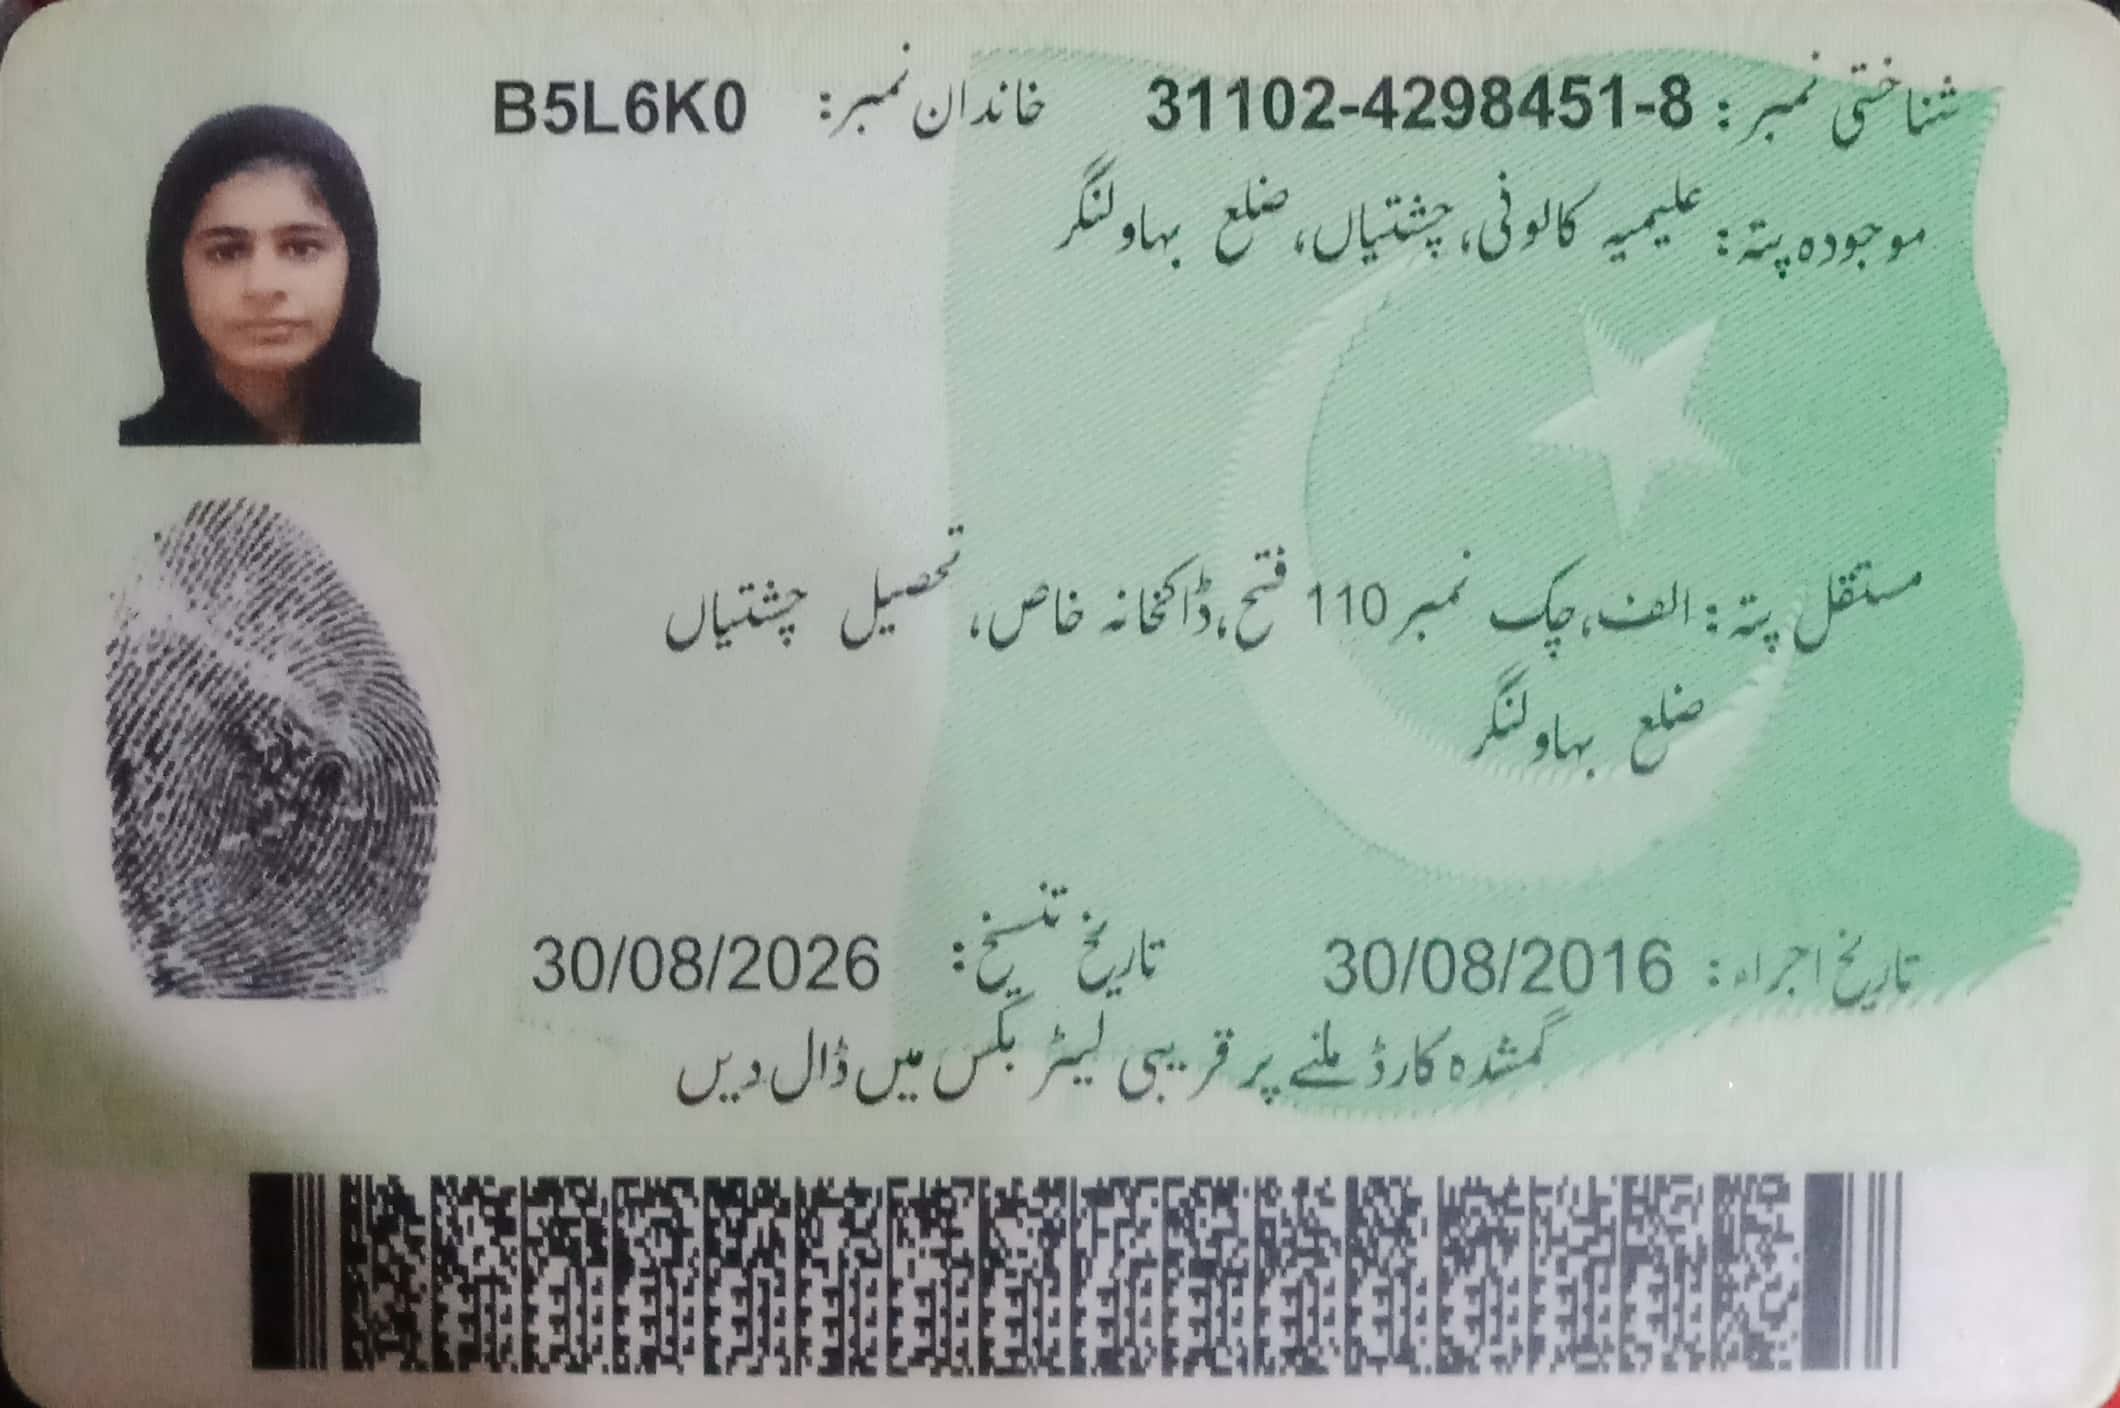 شناختی نمبر: 31102-4298451-8 خاندان نمبر: B5L6K0
موجودہ پتہ: علیمیہ کالونی، چشتیاں، ضلع بہاولنگر
مستقل پتہ: الف، چک نمبر 110 فتح، ڈاکخانہ خاص، تحصیل چشتیاں
ضلع بہاولنگر
تاریخ اجراء: 30/08/2016 تاریخ تنسیخ: 30/08/2026
گمشدہ کارڈ ملنے پر قریبی لیٹر بکس میں ڈال دیں